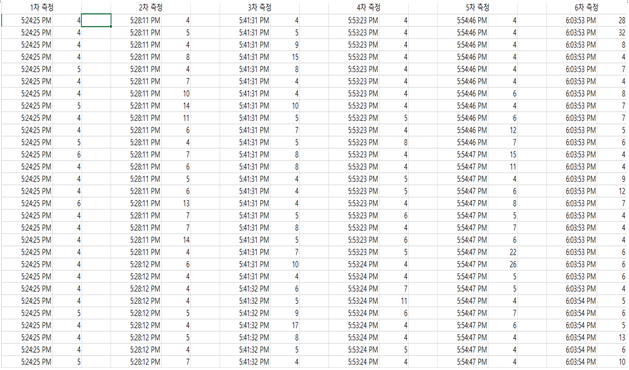 1차 측정 2차 측정 3차 측정 4차 측정 5차 측정 6차 측정
5:24:25 PM 4 5:28:11 PM 4 5:41:31 PM 4 5:53:23 PM 4 5:54:46 PM 4 6:03:53 PM 28
5:24:25 PM 4 5:28:11 PM 5 5:41:31 PM 5 5:53:23 PM 4 5:54:46 PM 4 6:03:53 PM 32
5:24:25 PM 4 5:28:11 PM 4 5:41:31 PM 9 5:53:23 PM 4 5:54:46 PM 4 6:03:53 PM 8
5:24:25 PM 4 5:28:11 PM 8 5:41:31 PM 15 5:53:23 PM 4 5:54:46 PM 4 6:03:53 PM 4
5:24:25 PM 5 5:28:11 PM 4 5:41:31 PM 8 5:53:23 PM 4 5:54:46 PM 4 6:03:53 PM 7
5:24:25 PM 4 5:28:11 PM 4 5:41:31 PM 4 5:53:23 PM 4 5:54:46 PM 4 6:03:53 PM 4
5:24:25 PM 4 5:28:11 PM 10 5:41:31 PM 4 5:53:23 PM 4 5:54:46 PM 6 6:03:53 PM 8
5:24:25 PM 5 5:28:11 PM 14 5:41:31 PM 10 5:53:23 PM 4 5:54:46 PM 4 6:03:53 PM 7
5:24:25 PM 4 5:28:11 PM 11 5:41:31 PM 5 5:53:23 PM 5 5:54:46 PM 6 6:03:53 PM 7
5:24:25 PM 4 5:28:11 PM 6 5:41:31 PM 7 5:53:23 PM 4 5:54:46 PM 12 6:03:53 PM 5
5:24:25 PM 5 5:28:11 PM 4 5:41:31 PM 5 5:53:23 PM 8 5:54:46 PM 7 6:03:53 PM 6
5:24:25 PM 6 5:28:11 PM 7 5:41:31 PM 8 5:53:23 PM 4 5:54:47 PM 15 6:03:53 PM 4
5:24:25 PM 4 5:28:11 PM 6 5:41:31 PM 8 5:53:23 PM 4 5:54:47 PM 11 6:03:53 PM 4
5:24:25 PM 4 5:28:11 PM 5 5:41:31 PM 4 5:53:23 PM 5 5:54:47 PM 4 6:03:53 PM 9
5:24:25 PM 4 5:28:11 PM 6 5:41:31 PM 4 5:53:23 PM 5 5:54:47 PM 6 6:03:53 PM 12
5:24:25 PM 6 5:28:11 PM 13 5:41:31 PM 4 5:53:23 PM 4 5:54:47 PM 8 6:03:53 PM 7
5:24:25 PM 4 5:28:11 PM 7 5:41:31 PM 5 5:53:23 PM 6 5:54:47 PM 5 6:03:53 PM 4
5:24:25 PM 4 5:28:11 PM 7 5:41:31 PM 8 5:53:23 PM 4 5:54:47 PM 7 6:03:53 PM 4
5:24:25 PM 4 5:28:11 PM 14 5:41:31 PM 5 5:53:23 PM 6 5:54:47 PM 6 6:03:53 PM 4
5:24:25 PM 4 5:28:11 PM 4 5:41:31 PM 7 5:53:23 PM 5 5:54:47 PM 22 6:03:53 PM 6
5:24:25 PM 4 5:28:12 PM 6 5:41:31 PM 10 5:53:24 PM 4 5:54:47 PM 26 6:03:53 PM 6
5:24:25 PM 4 5:28:12 PM 4 5:41:31 PM 4 5:53:24 PM 4 5:54:47 PM 5 6:03:53 PM 6
5:24:25 PM 4 5:28:12 PM 4 5:41:32 PM 6 5:53:24 PM 7 5:54:47 PM 5 6:03:53 PM 6
5:24:25 PM 4 5:28:12 PM 4 5:41:32 PM 5 5:53:24 PM 11 5:54:47 PM 4 6:03:54 PM 5
5:24:25 PM 5 5:28:12 PM 5 5:41:32 PM 9 5:53:24 PM 6 5:54:47 PM 7 6:03:54 PM 6
5:24:25 PM 4 5:28:12 PM 4 5:41:32 PM 17 5:53:24 PM 4 5:54:47 PM 6 6:03:54 PM 5
5:24:25 PM 4 5:28:12 PM 5 5:41:32 PM 8 5:53:24 PM 4 5:54:47 PM 4 6:03:54 PM 13
5:24:25 PM 4 5:28:12 PM 4 5:41:32 PM 5 5:53:24 PM 5 5:54:47 PM 4 6:03:54 PM 6
5:24:25 PM 5 5:28:12 PM 7 5:41:32 PM 4 5:53:24 PM 4 5:54:47 PM 4 6:03:54 PM 10